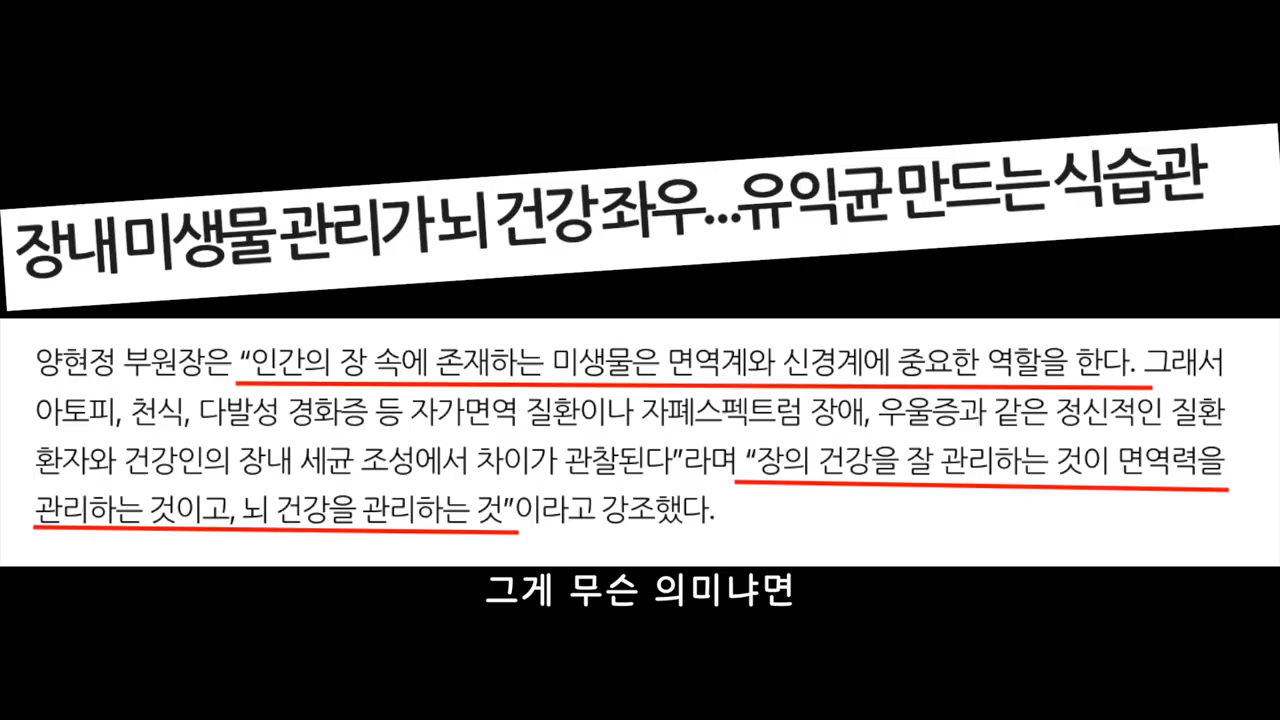 장내 미생물 관리가 뇌 건강 좌우...유익균 만드는 식습관
양현정 부원장은 “인간의 장 속에 존재하는 미생물은 면역계와 신경계에 중요한 역할을 한다. 그래서
아토피, 천식, 다발성 경화증 등 자가면역 질환이나 자폐스펙트럼 장애, 우울증과 같은 정신적인 질환
환자와 건강인의 장내 세균 조성에서 차이가 관찰된다”라며 “장의 건강을 잘 관리하는 것이 면역력을
관리하는 것이고, 뇌 건강을 관리하는 것”이라고 강조했다.
그게 무슨 의미냐면